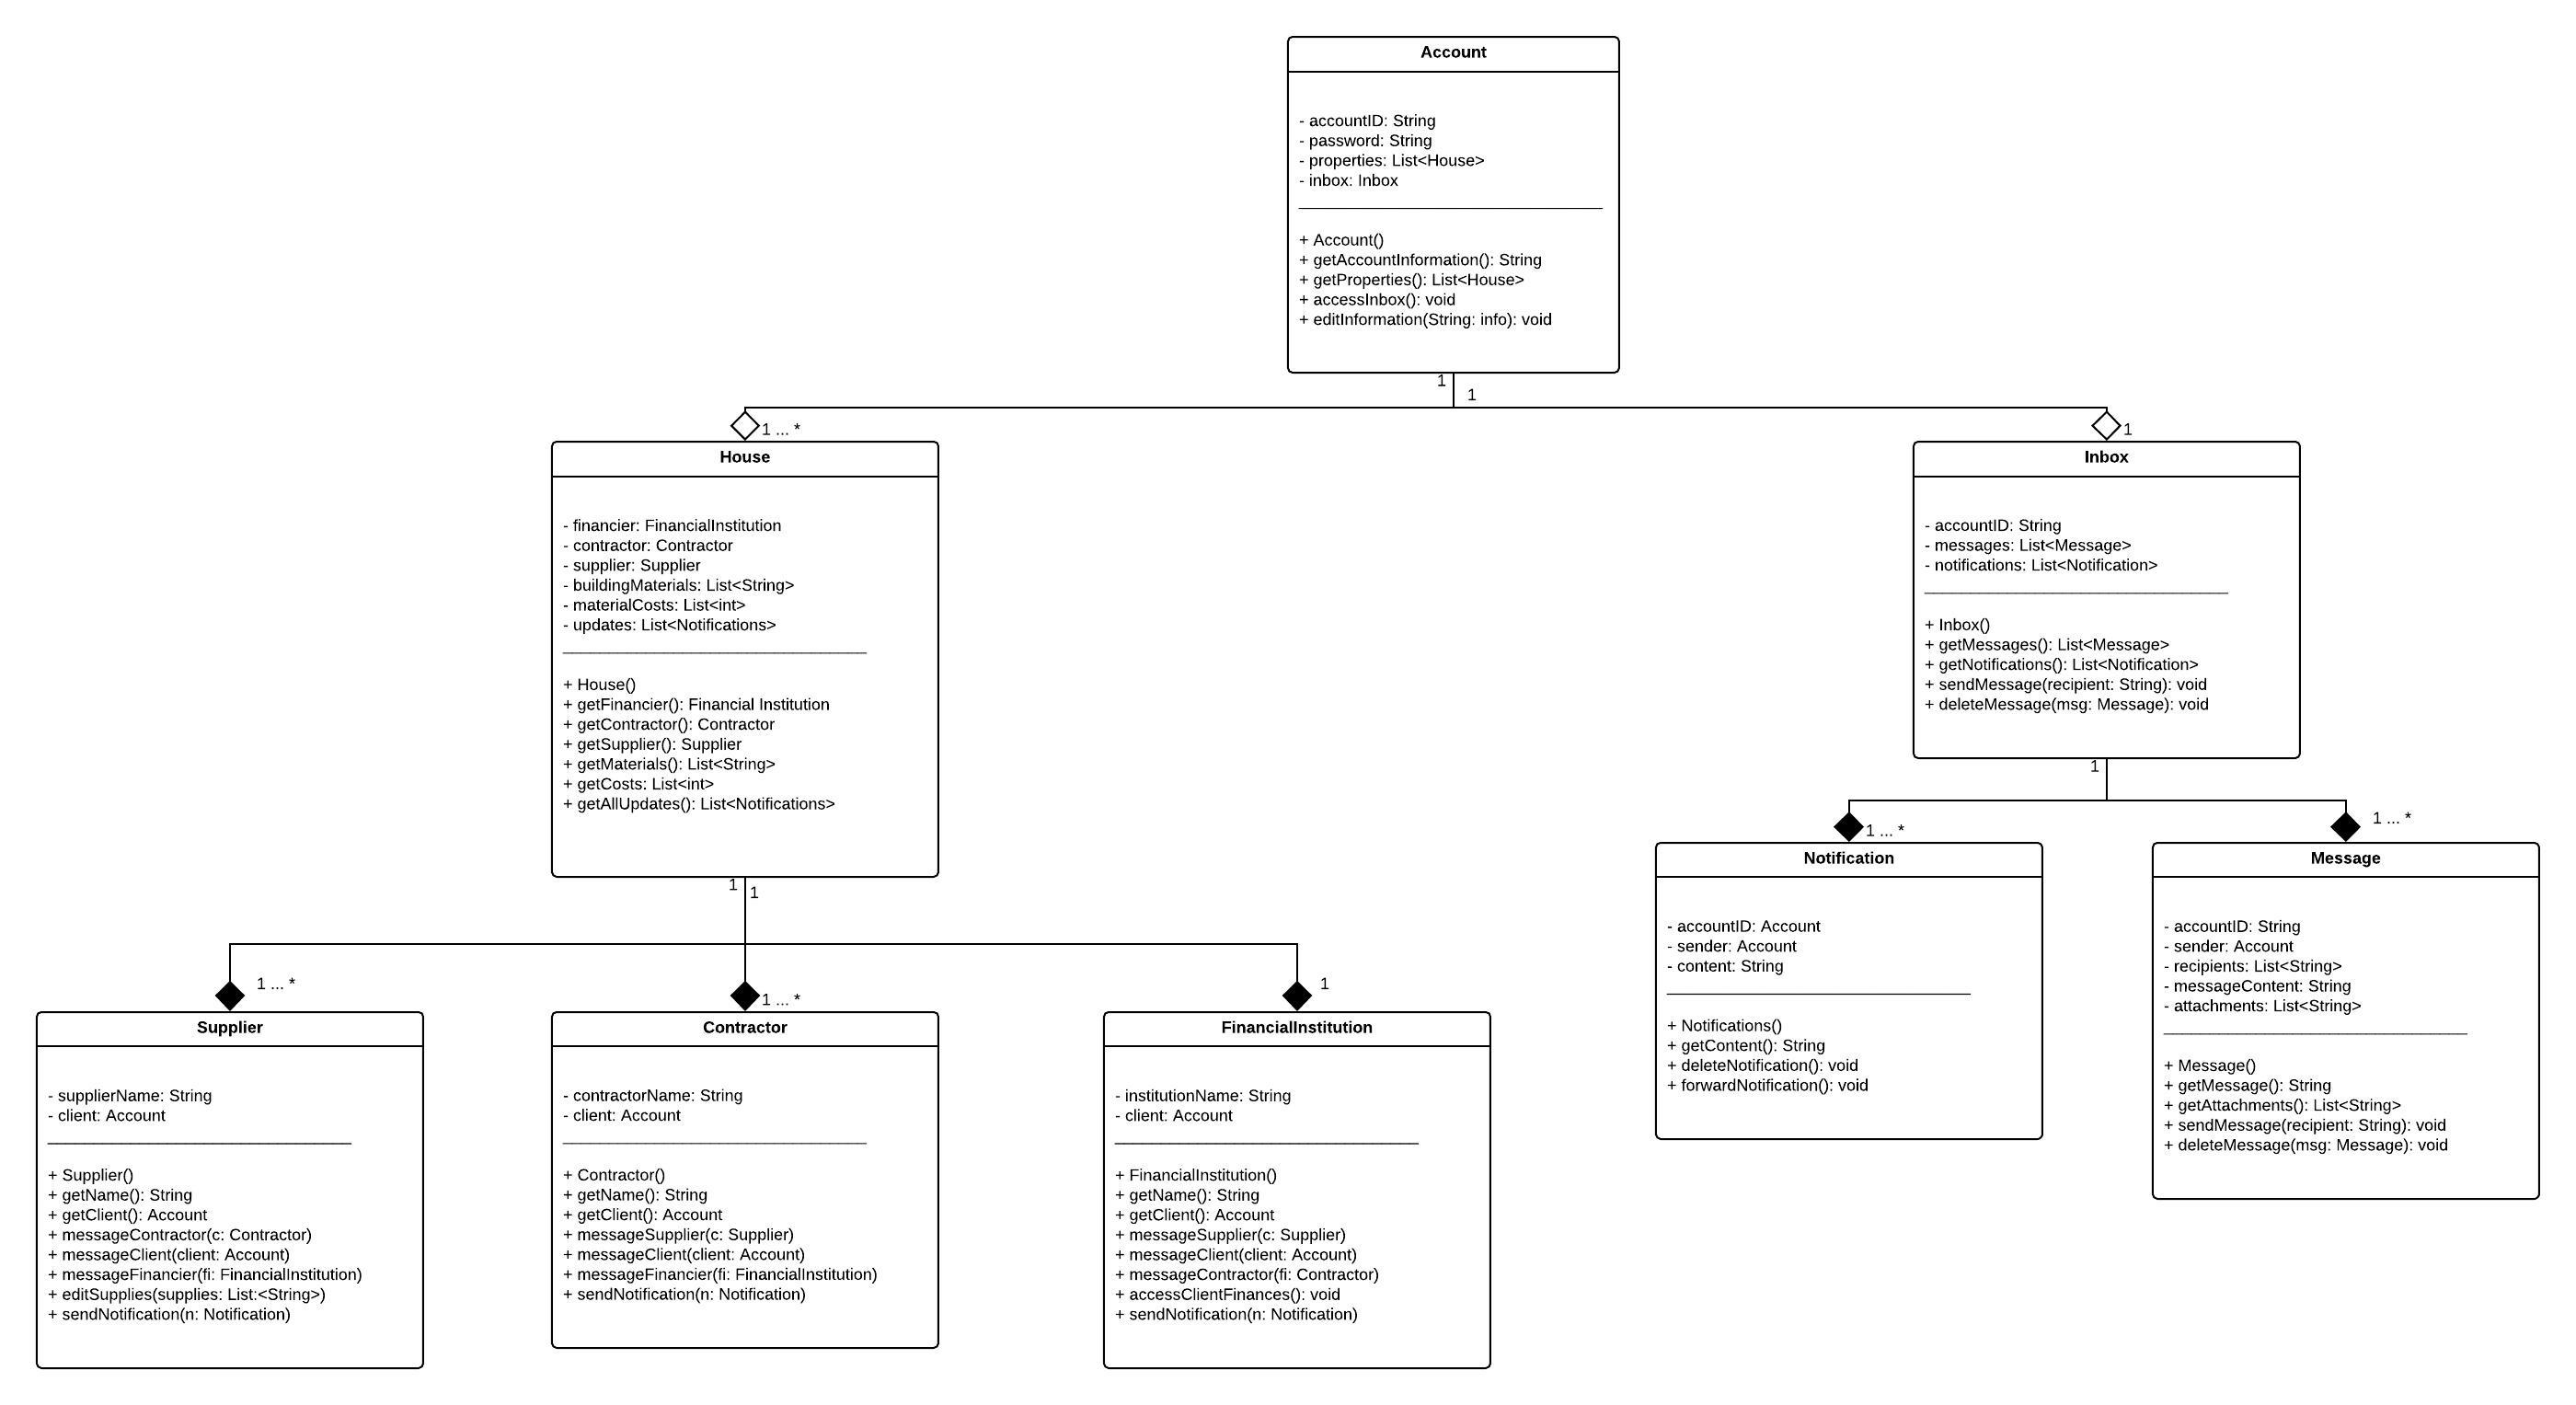 Account
- accountID: String
- password: String
- properties: List<House>
- inbox: Inbox
+ Account()
+ getAccountInformation(): String
+ getProperties(): List<House>
+ accessInbox(): void
+ editInformation(String: info): void
1
1
1 ... *
1
House
- financier: FinancialInstitution
- contractor: Contractor
- supplier: Supplier
- buildingMaterials: List<String>
- materialCosts: List<int>
- updates: List<Notifications>
+ House()
+ getFinancier(): Financial Institution
+ getContractor(): Contractor
+ getSupplier(): Supplier
+ getMaterials(): List<String>
+ getCosts: List<int>
+ getAllUpdates(): List<Notifications>
Inbox
- accountID: String
- messages: List<Message>
- notifications: List<Notification>
+ Inbox()
+ getMessages(): List<Message>
+ getNotifications(): List<Notification>
+ sendMessage(recipient: String): void
+ deleteMessage(msg: Message): void
1
1 ... *
1 ... *
Notification
- accountID: Account
- sender: Account
- content: String
+ Notifications()
+ getContent(): String
+ deleteNotification(): void
+ forwardNotification(): void
Message
- accountID: String
- sender: Account
- recipients: List<String>
- messageContent: String
- attachments: List<String>
+ Message()
+ getMessage(): String
+ getAttachments(): List<String>
+ sendMessage(recipient: String): void
+ deleteMessage(msg: Message): void
1
1
1 ... *
1 ... *
1
Supplier
- supplierName: String
- client: Account
+ Supplier()
+ getName(): String
+ getClient(): Account
+ messageContractor(c: Contractor)
+ messageClient(client: Account)
+ messageFinancier(fi: FinancialInstitution)
+ editSupplies(supplies: List:<String>)
+ sendNotification(n: Notification)
Contractor
- contractorName: String
- client: Account
+ Contractor()
+ getName(): String
+ getClient(): Account
+ messageSupplier(c: Supplier)
+ messageClient(client: Account)
+ messageFinancier(fi: FinancialInstitution)
+ sendNotification(n: Notification)
FinancialInstitution
- institutionName: String
- client: Account
+ FinancialInstitution()
+ getName(): String
+ getClient(): Account
+ messageSupplier(c: Supplier)
+ messageClient(client: Account)
+ messageContractor(fi: Contractor)
+ accessClientFinances(): void
+ sendNotification(n: Notification)